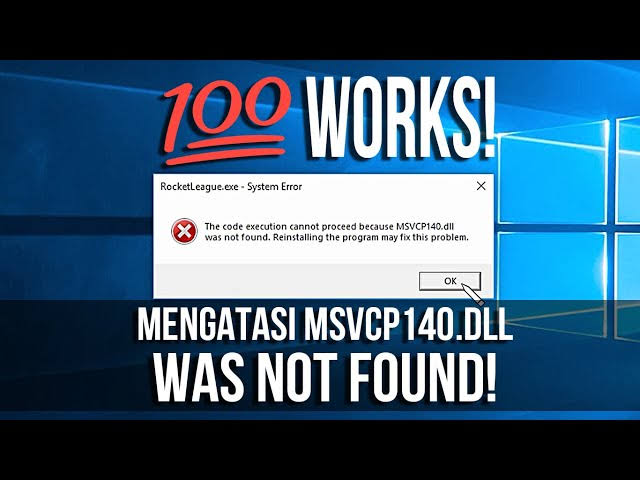 100 WORKS!
RocketLeague.exe - System Error
The code execution cannot proceed because MSVCP140.dll
was not found. Reinstalling the program may fix this problem.
OK
MENGATASI MSVCP140.DLL
WAS NOT FOUND!